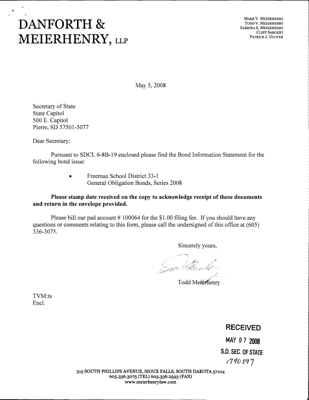 DANFORTH &
MEIERHENRY, LLP
MARK V. MEIERHENRY
TODD V. MEIERHENRY
SABRINA S. MEIERHENRY
CLINT SARGENT
PATRICK J. GLOVER
May 5, 2008
Secretary of State
State Capitol
500 E. Capitol
Pierre, SD 57501-5077
Dear Secretary:
Pursuant to SDCL 6-8B-19 enclosed please find the Bond Information Statement for the
following bond issue:
• Freeman School District 33-1
General Obligation Bonds, Series 2008
Please stamp date received on the copy to acknowledge receipt of these documents
and return in the envelope provided.
Please bill our pad account # 100064 for the $1.00 filing fee. If you should have any
questions or comments relating to this form, please call the undersigned of this office at (605)
336-3075.
Sincerely yours,
Todd Meierhenry
TVM:ts
Encl.
RECEIVED
MAY 07 2008
S.D. SEC. OF STATE
1790897
315 SOUTH PHILLIPS AVENUE, SIOUX FALLS, SOUTH DAKOTA 57104
605.336.3075 (TEL) 605.336.2593 (FAX)
www.meierhenrylaw.com